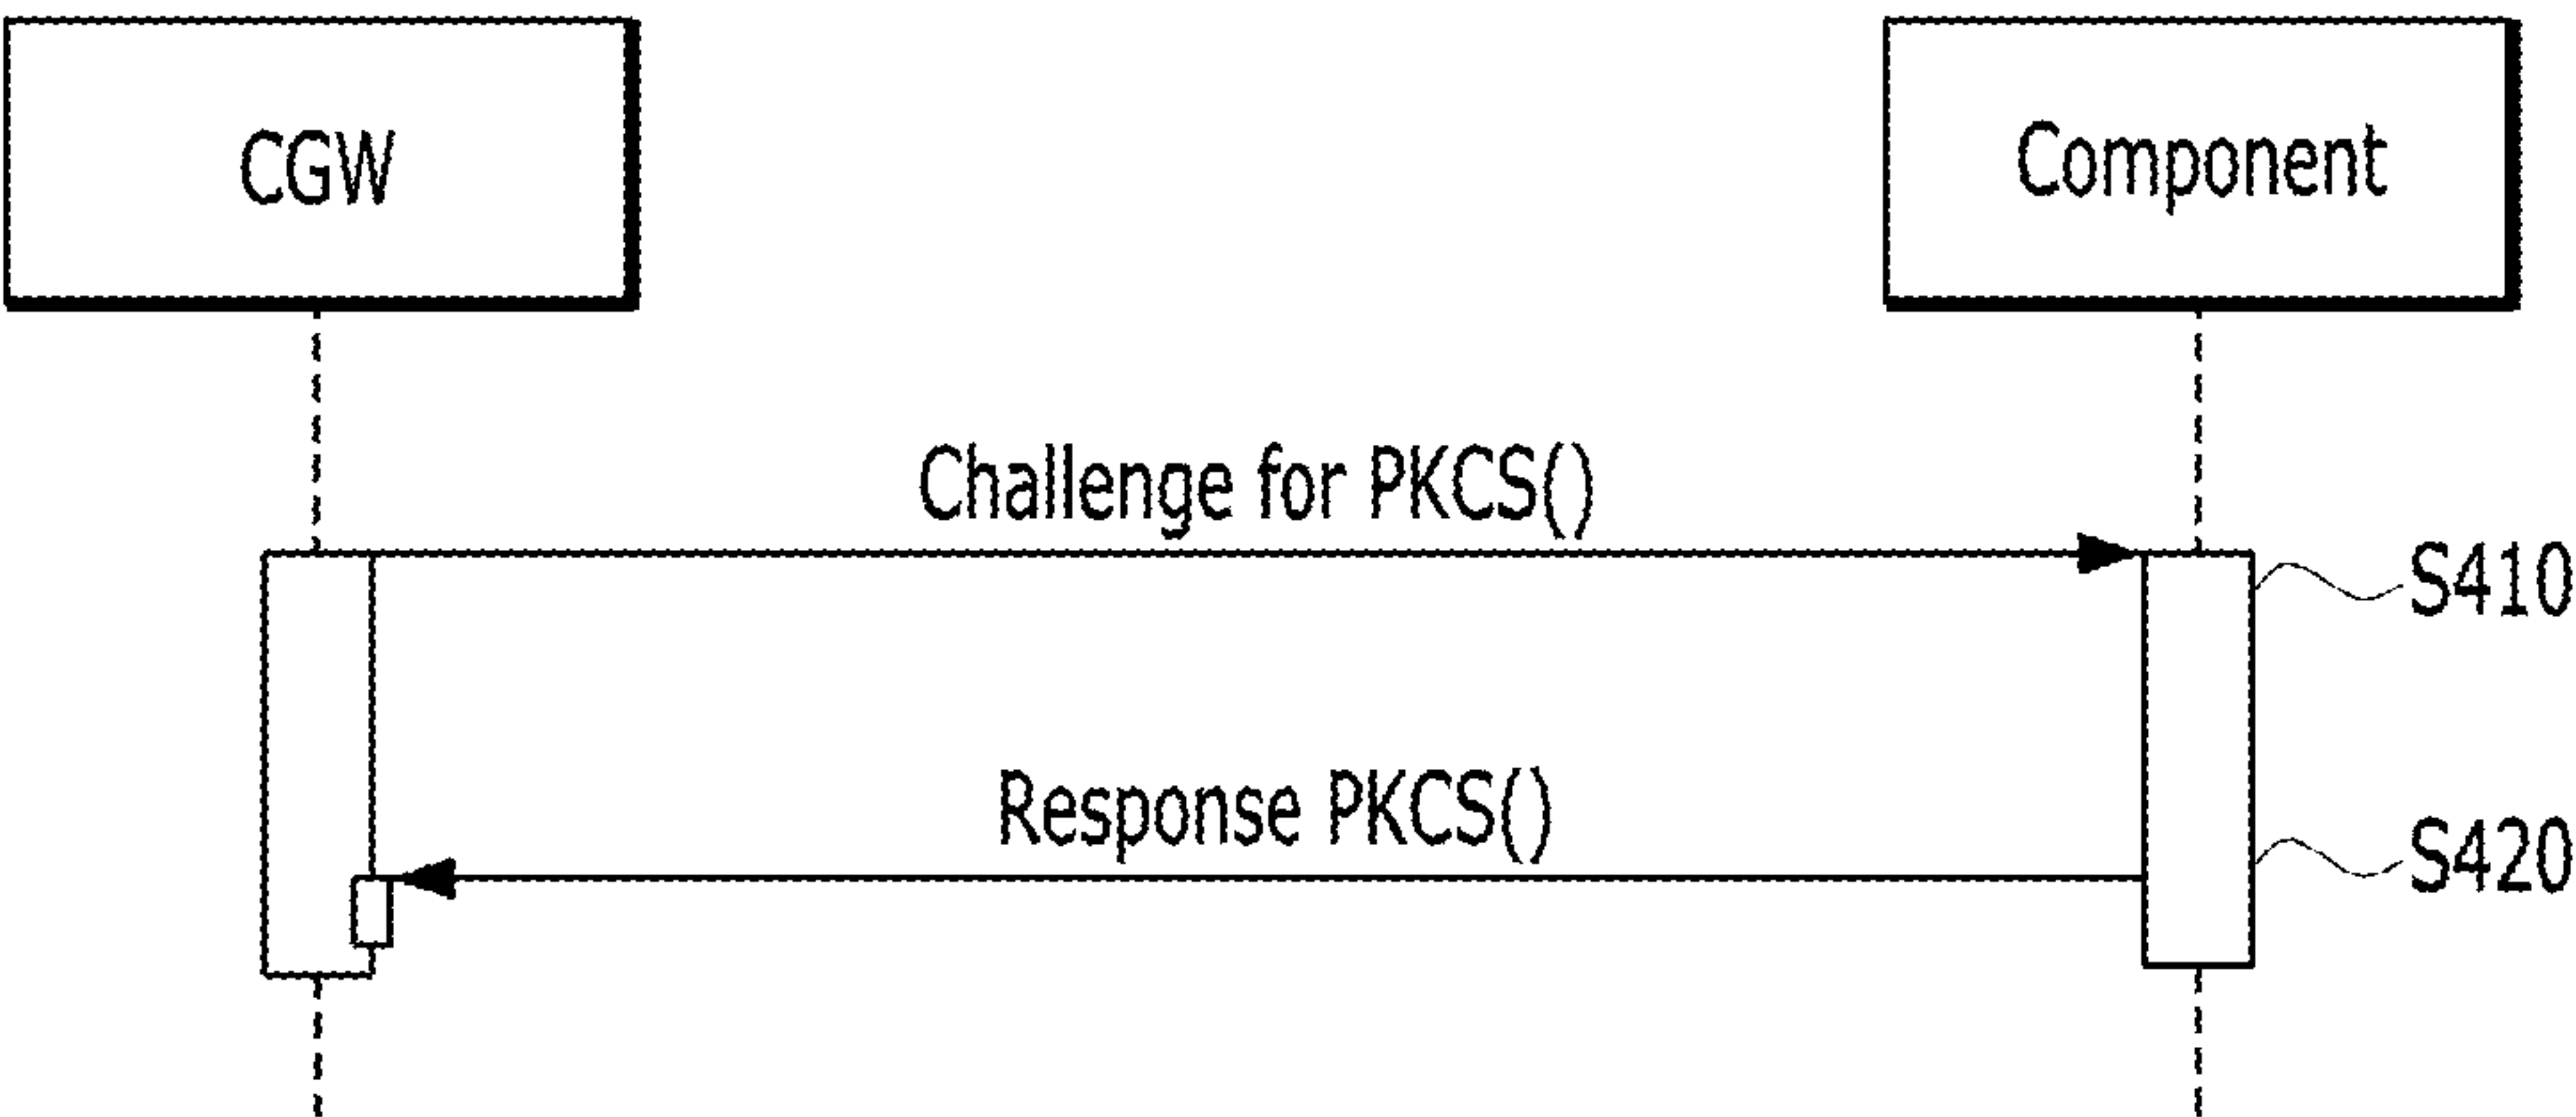 CGW
Component
Challenge for PKCS()
S410
Response PKCS()
S420